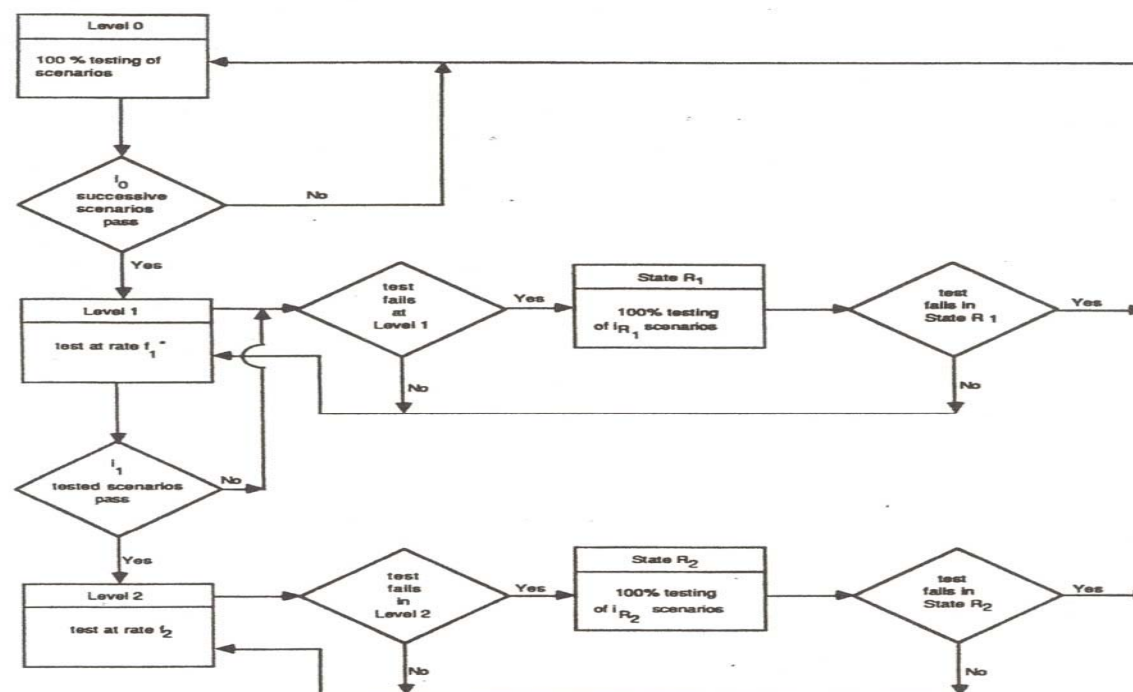 Level 0
100 % testing of
scenarios
i0
successive
scenarios
pass
No
Yes
Level 1
test at rate f1*
test
fails
at
Level 1
Yes
State R1
100% testing
of iR1 scenarios
test
fails in
State R1
Yes
No
No
i1
tested scenarios
pass
No
Yes
Level 2
test at rate f2
test
fails
in
Level 2
Yes
State R2
100% testing
of iR2 scenarios
test
fails in
State R2
Yes
No
No